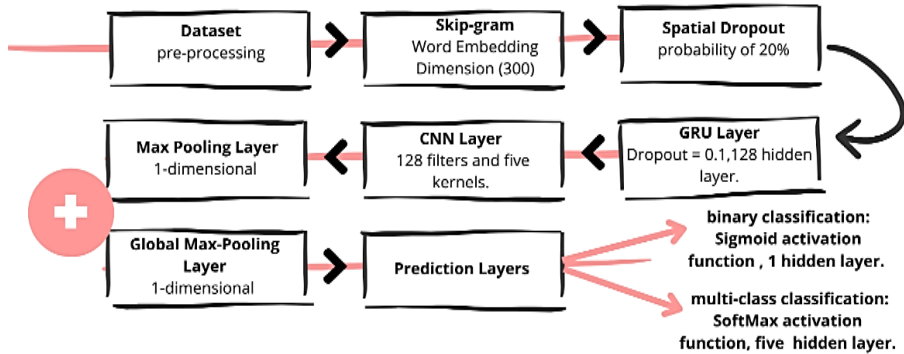 Dataset
pre-processing
Skip-gram
Word Embedding
Dimension (300)
Spatial Dropout
probability of 20%
GRU Layer
Dropout = 0.1,128 hidden
layer.
CNN Layer
128 filters and five
kernels.
Max Pooling Layer
1-dimensional
Global Max-Pooling
Layer
1-dimensional
Prediction Layers
binary classification:
Sigmoid activation
function , 1 hidden layer.
multi-class classification:
SoftMax activation
function, five hidden layer.